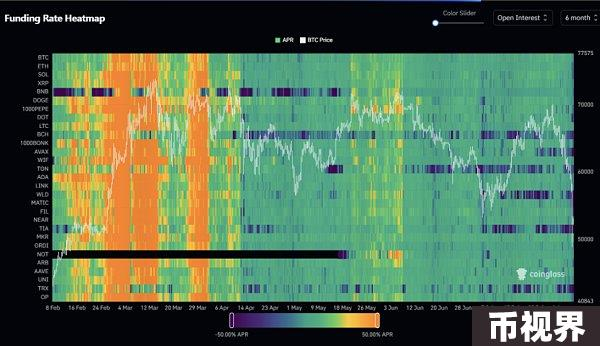 Funding Rate Heatmap
Color Slider
Open Interest
6 month
APR
BTC Price
BTC
ETH
SOL
XRP
BNB
DOGE
1000PEPE
DOT
LTC
BCH
1000BONK
AVAX
WIF
TON
ADA
LINK
WLD
MATIC
FIL
NEAR
TIA
MKR
ORDI
NOT
ARB
AAVE
UNI
TRX
OP
77575
70000
60000
50000
40843
coinglass
8 Feb
16 Feb
24 Feb
4 Mar
12 Mar
20 Mar
29 Mar
6 Apr
14 Apr
23 Apr
1 May
9 May
18 May
26 May
3 Jun
12 Jun
20 Jun
28 Jun
-50.00% APR
50.00% APR
币视界